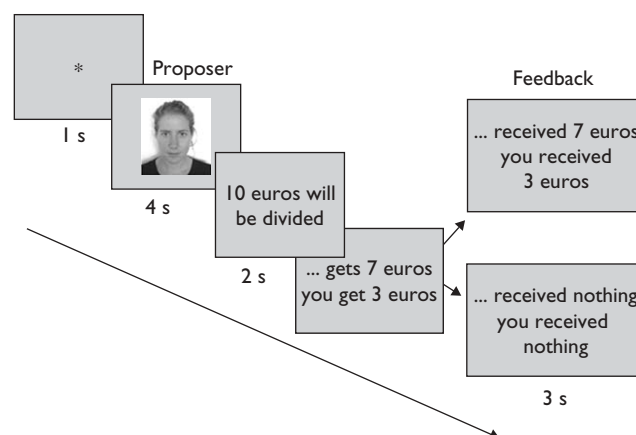 *
Proposer
1 s
4 s
10 euros will
be divided
2 s
... gets 7 euros
you get 3 euros
Feedback
... received 7 euros
you received
3 euros
... received nothing
you received
nothing
3 s